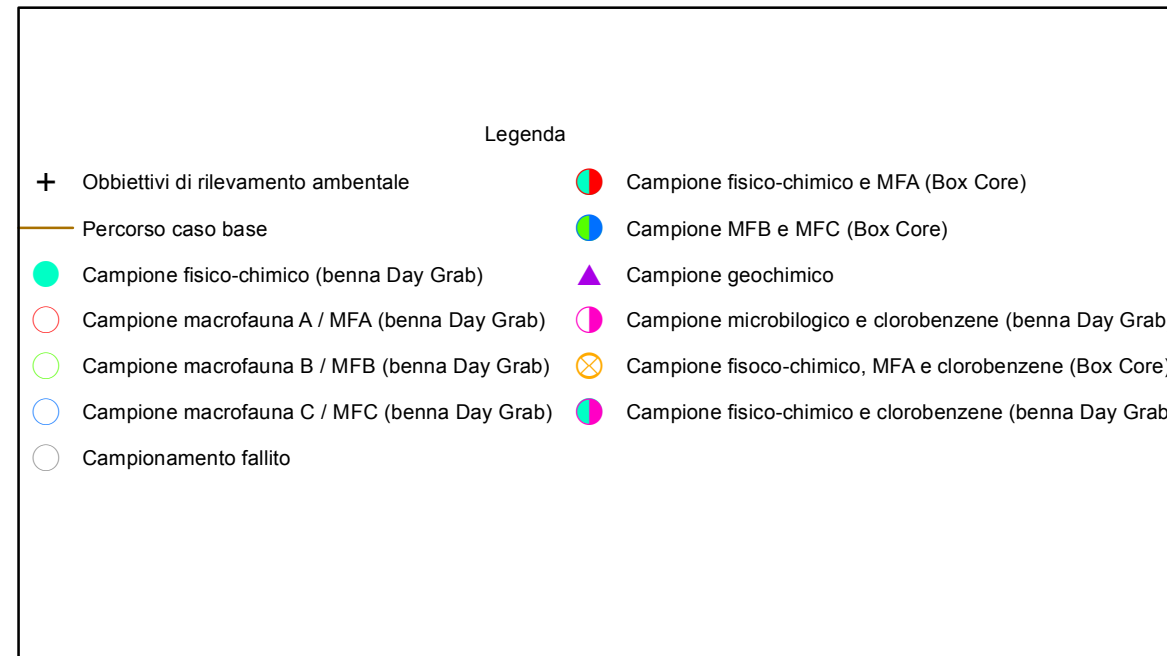 Legenda
Obbiettivi di rilevamento ambentale
Percorso caso base
Campione fisico-chimico (benna Day Grab)
Campione macrofauna A / MFA (benna Day Grab)
Campione macrofauna B / MFB (benna Day Grab)
Campione macrofauna C / MFC (benna Day Grab)
Campionamento fallito
Campione fisico-chimico e MFA (Box Core)
Campione MFB e MFC (Box Core)
Campione geochimico
Campione microbilogico e clorobenzene (benna Day Grab
Campione fisoco-chimico, MFA e clorobenzene (Box Core)
Campione fisico-chimico e clorobenzene (benna Day Grab